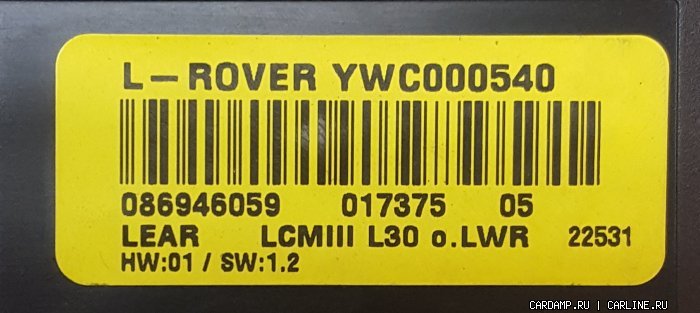 L-ROVER YWC000540
086946059 017375 05
LEAR LCMIII L30 o.LWR 22531
HW:01 / SW:1.2
CARDAMP.RU | CARLINE.RU